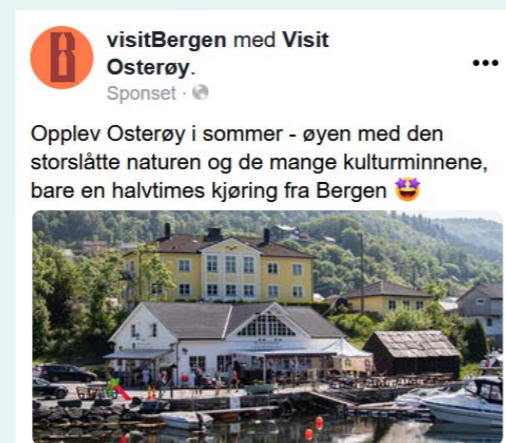 visitBergen med Visit
Osterøy.
Sponset ·
Opplev Osterøy i sommer - øyen med den
storslåtte naturen og de mange kulturminnene,
bare en halvtimes kjøring fra Bergen 🤩